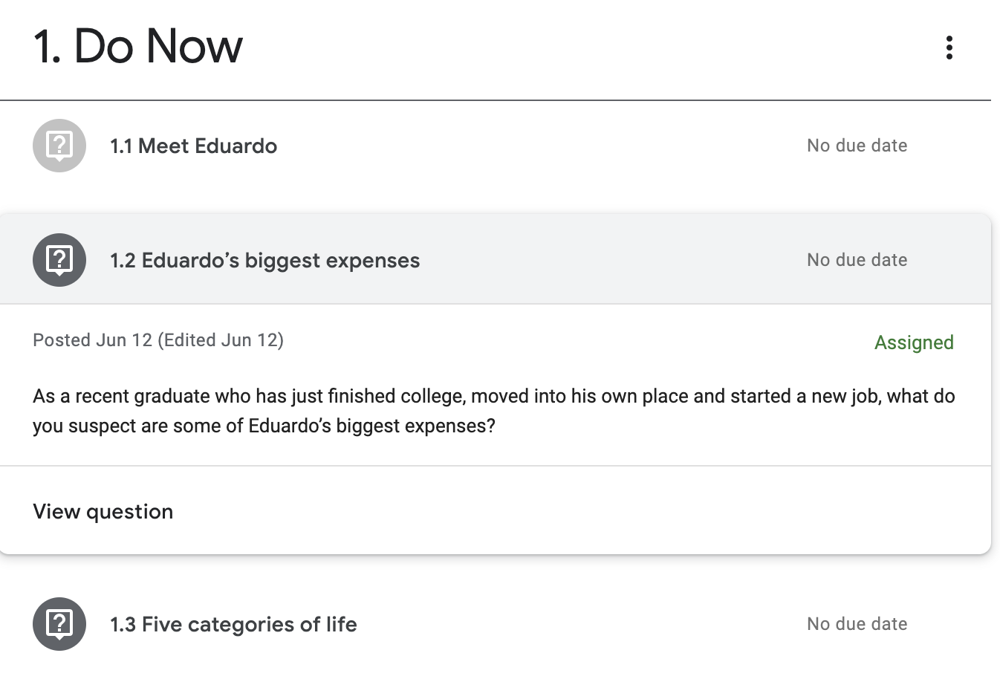 1. Do Now
1.1 Meet Eduardo
No due date
1.2 Eduardo’s biggest expenses
No due date
Posted Jun 12 (Edited Jun 12)
Assigned
As a recent graduate who has just finished college, moved into his own place and started a new job, what do
you suspect are some of Eduardo’s biggest expenses?
View question
1.3 Five categories of life
No due date